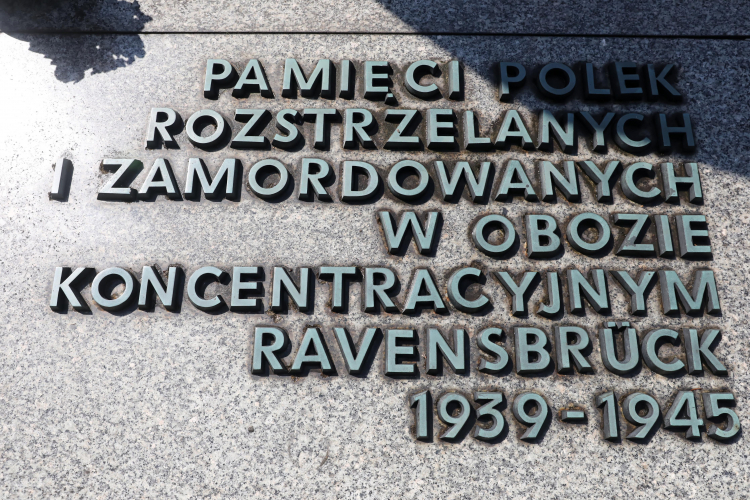 PAMIĘCI POLEK
ROZSTRZELANYCH
I ZAMORDOWANYCH
W OBOZIE
KONCENTRACYJNYM
RAVENSBRÜCK
1939-1945